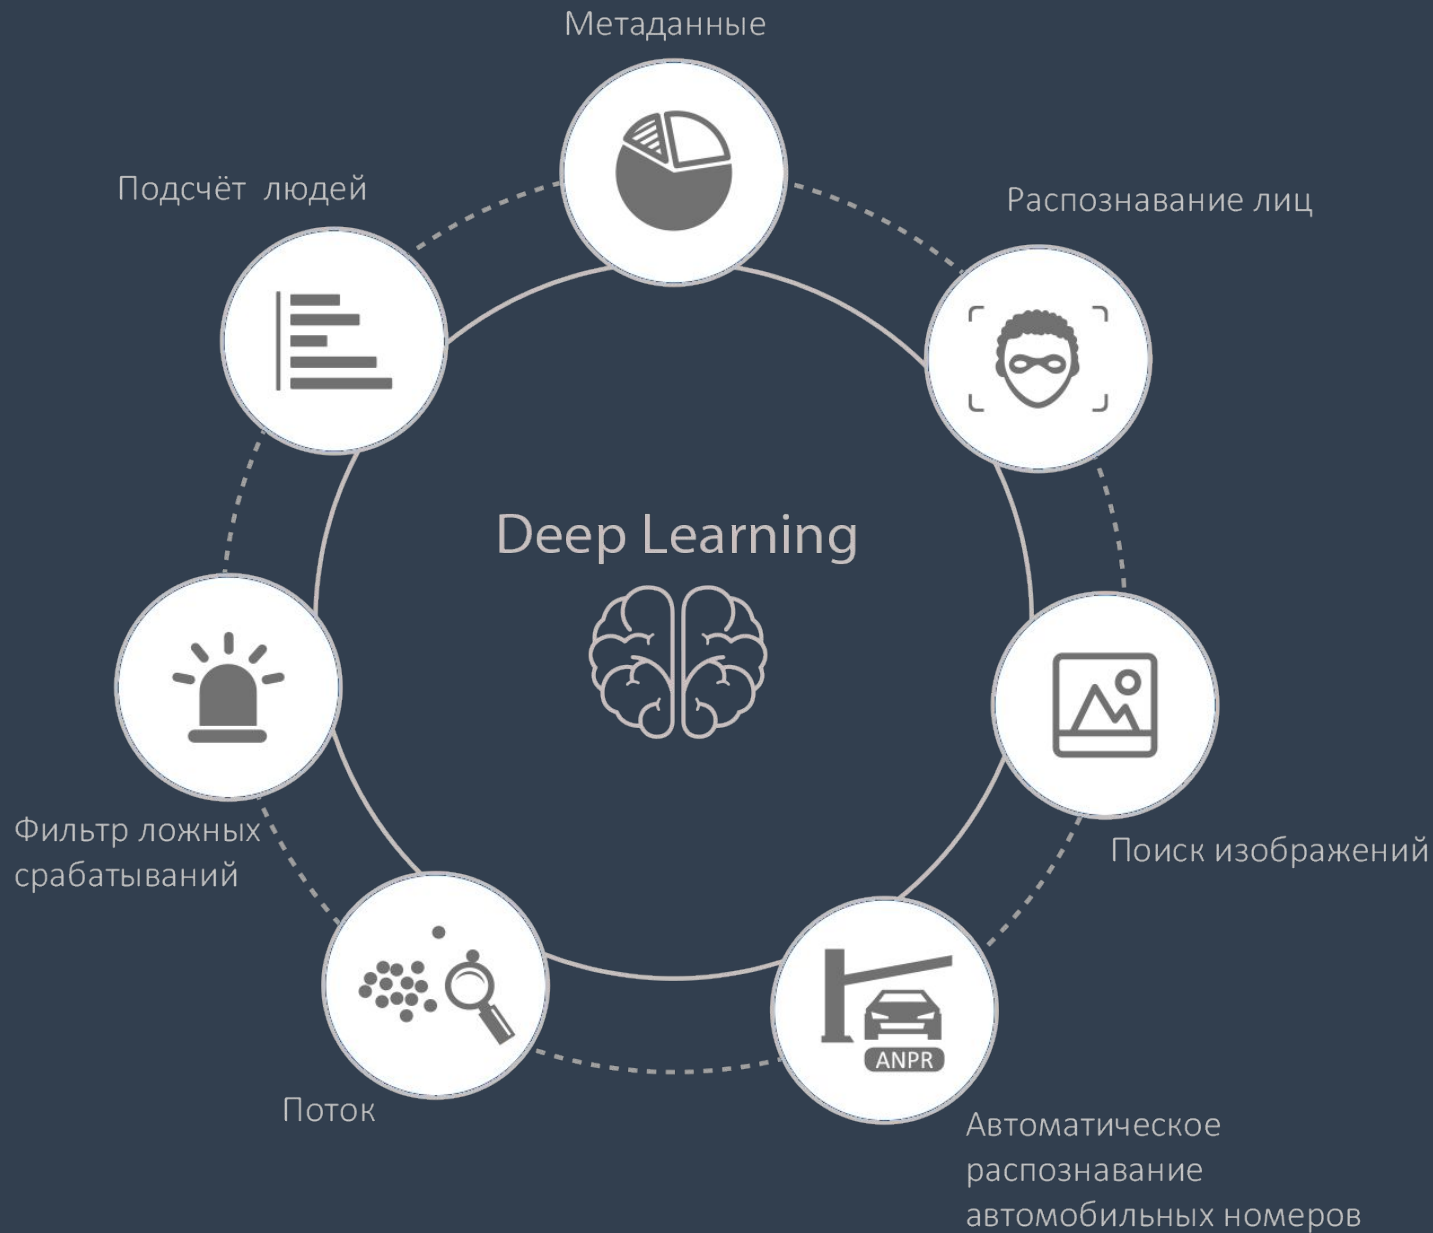 Метаданные
Подсчёт людей
Распознавание лиц
Deep Learning
Фильтр ложных
срабатываний
Поиск изображений
ANPR
Поток
Автоматическое
распознавание
автомобильных номеров